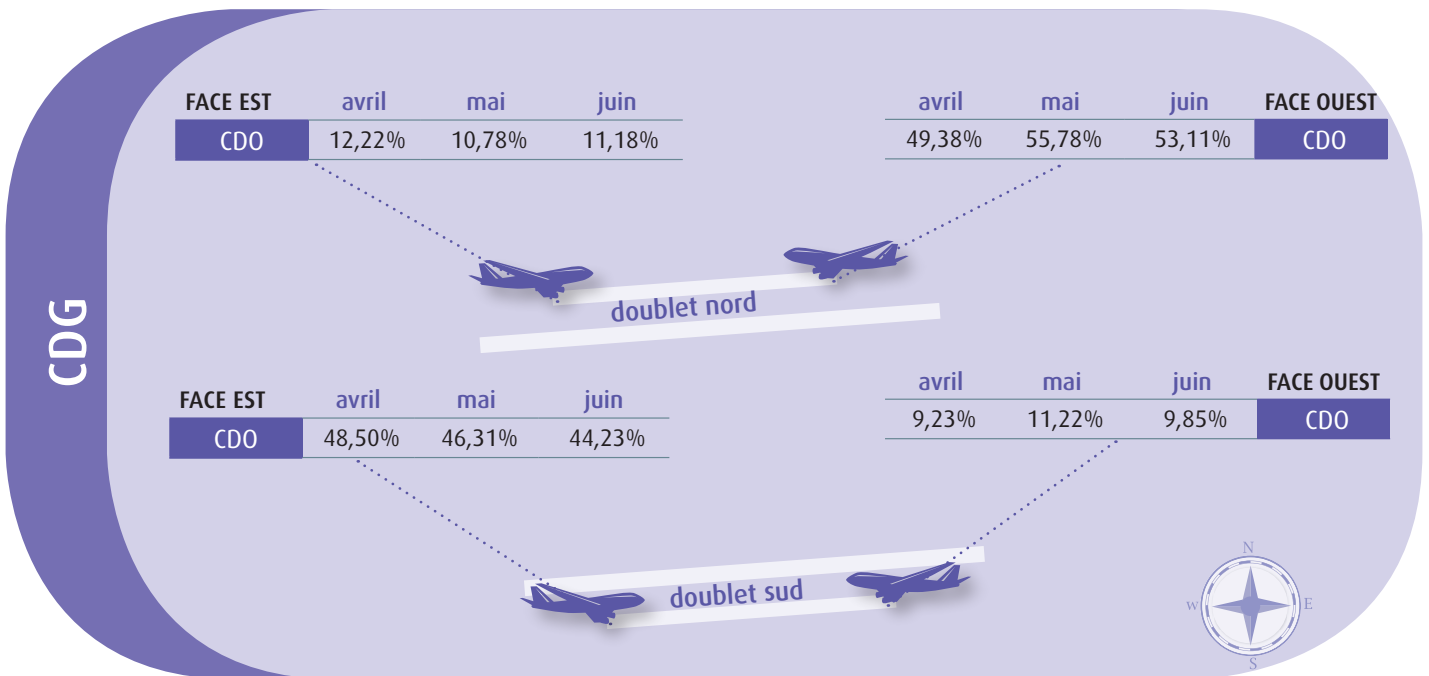 CDG
FACE EST avril mai juin
CDO 12,22% 10,78% 11,18%
avril mai juin FACE OUEST
49,38% 55,78% 53,11% CDO
doublet nord
FACE EST avril mai juin
CDO 48,50% 46,31% 44,23%
avril mai juin FACE OUEST
9,23% 11,22% 9,85% CDO
doublet sud
N
W E
S